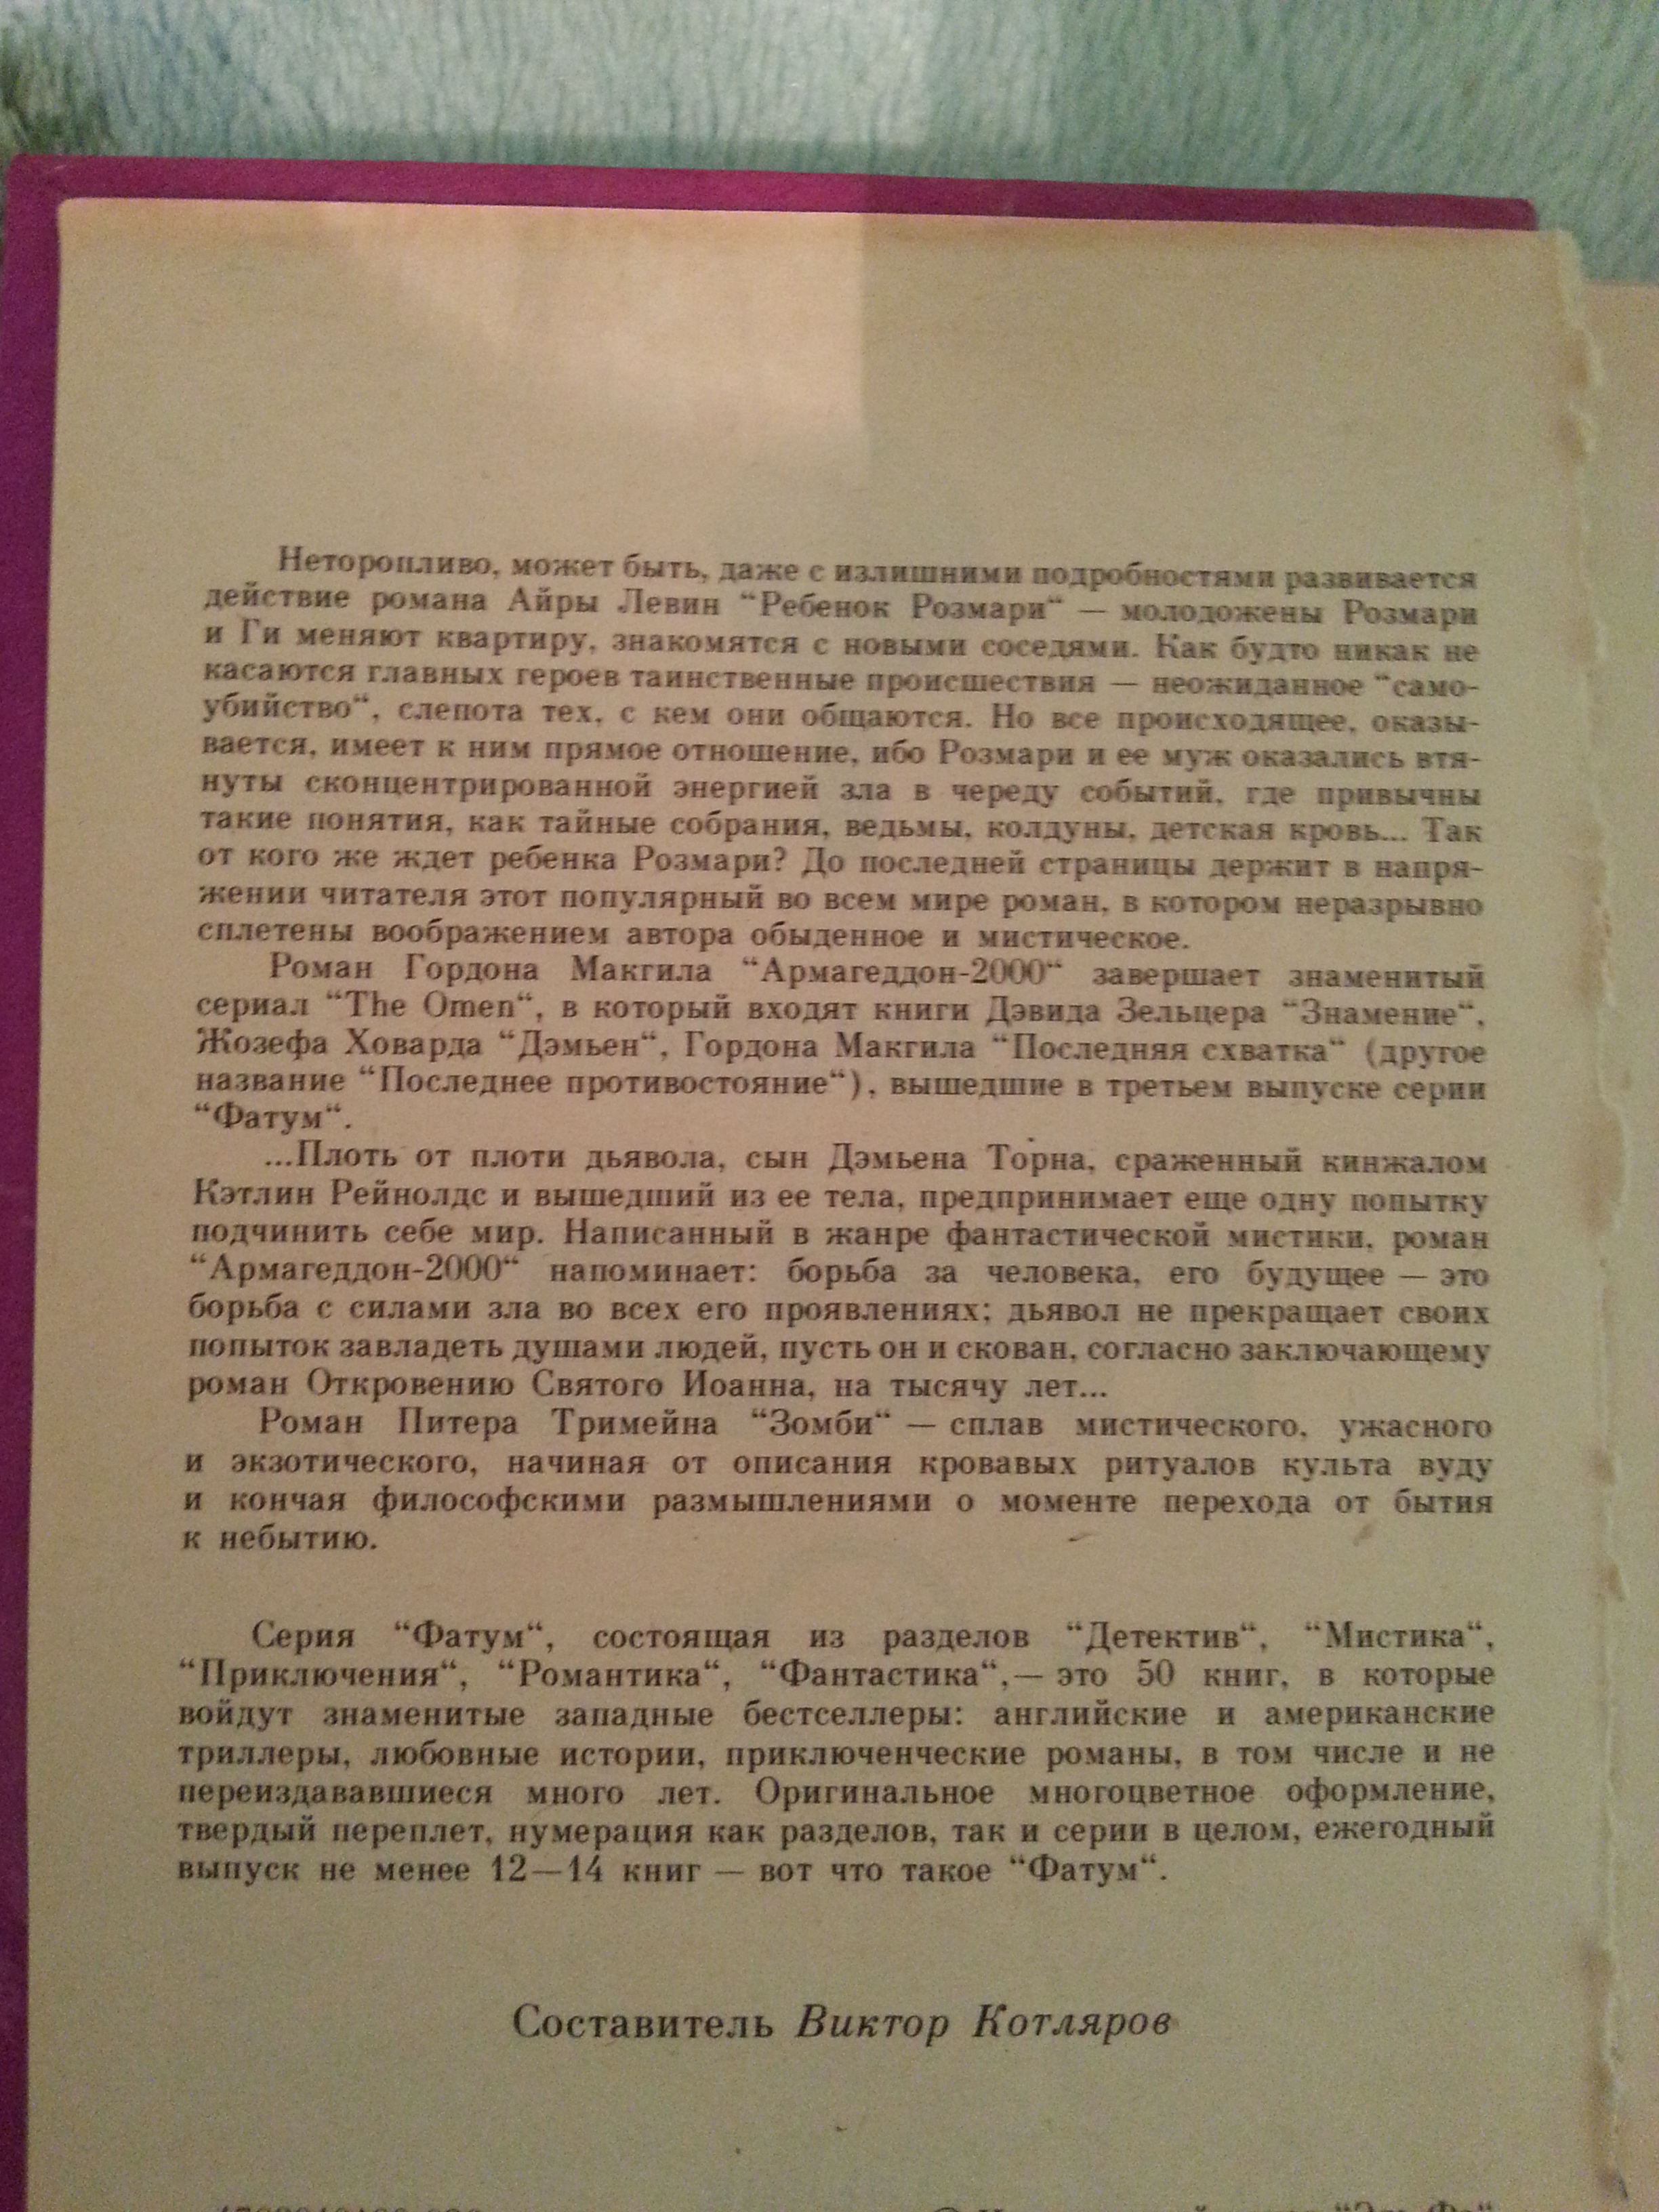 Неторопливо, может быть, даже с излишними подробностями развивается
действие романа Айры Левин “Ребенок Розмари“ — молодожены Розмари
и Ги меняют квартиру, знакомятся с новыми соседями. Как будто никак не
касаются главных героев таинственные происшествия — неожиданное “само-
убийство“, слепота тех, с кем они общаются. Но все происходящее, оказы-
вается, имеет к ним прямое отношение, ибо Розмари и ее муж оказались втя-
нуты сконцентрированной энергией зла в череду событий, где привычны
такие понятия, как тайные собрания, ведьмы, колдуны, детская кровь... Так
от кого же ждет ребенка Розмари? До последней страницы держит в напря-
жении читателя этот популярный во всем мире роман, в котором неразрывно
сплетены воображением автора обыденное и мистическое.
Роман Гордона Макгила “Армагеддон-2000“ завершает знаменитый
сериал “The Omen“, в который входят книги Дэвида Зельцера “Знамение“,
Жозефа Ховарда “Дэмьен“, Гордона Макгила “Последняя схватка“ (другое
название “Последнее противостояние“), вышедшие в третьем выпуске серии
“Фатум“.
...Плоть от плоти дьявола, сын Дэмьена Торна, сраженный кинжалом
Кэтлин Рейнолдс и вышедший из ее тела, предпринимает еще одну попытку
подчинить себе мир. Написанный в жанре фантастической мистики, роман
“Армагеддон-2000“ напоминает: борьба за человека, его будущее — это
борьба с силами зла во всех его проявлениях; дьявол не прекращает своих
попыток завладеть душами людей, пусть он и скован, согласно заключающему
роман Откровению Святого Иоанна, на тысячу лет...
Роман Питера Тримейна “Зомби“ — сплав мистического, ужасного
и экзотического, начиная от описания кровавых ритуалов культа вуду
и кончая философскими размышлениями о моменте перехода от бытия
к небытию.
Серия “Фатум“, состоящая из разделов “Детектив“, “Мистика“,
“Приключения“, “Романтика“, “Фантастика“,— это 50 книг, в которые
войдут знаменитые западные бестселлеры: английские и американские
триллеры, любовные истории, приключенческие романы, в том числе и не
переиздававшиеся много лет. Оригинальное многоцветное оформление,
твердый переплет, нумерация как разделов, так и серии в целом, ежегодный
выпуск не менее 12—14 книг — вот что такое “Фатум“.
Составитель Виктор Котляров